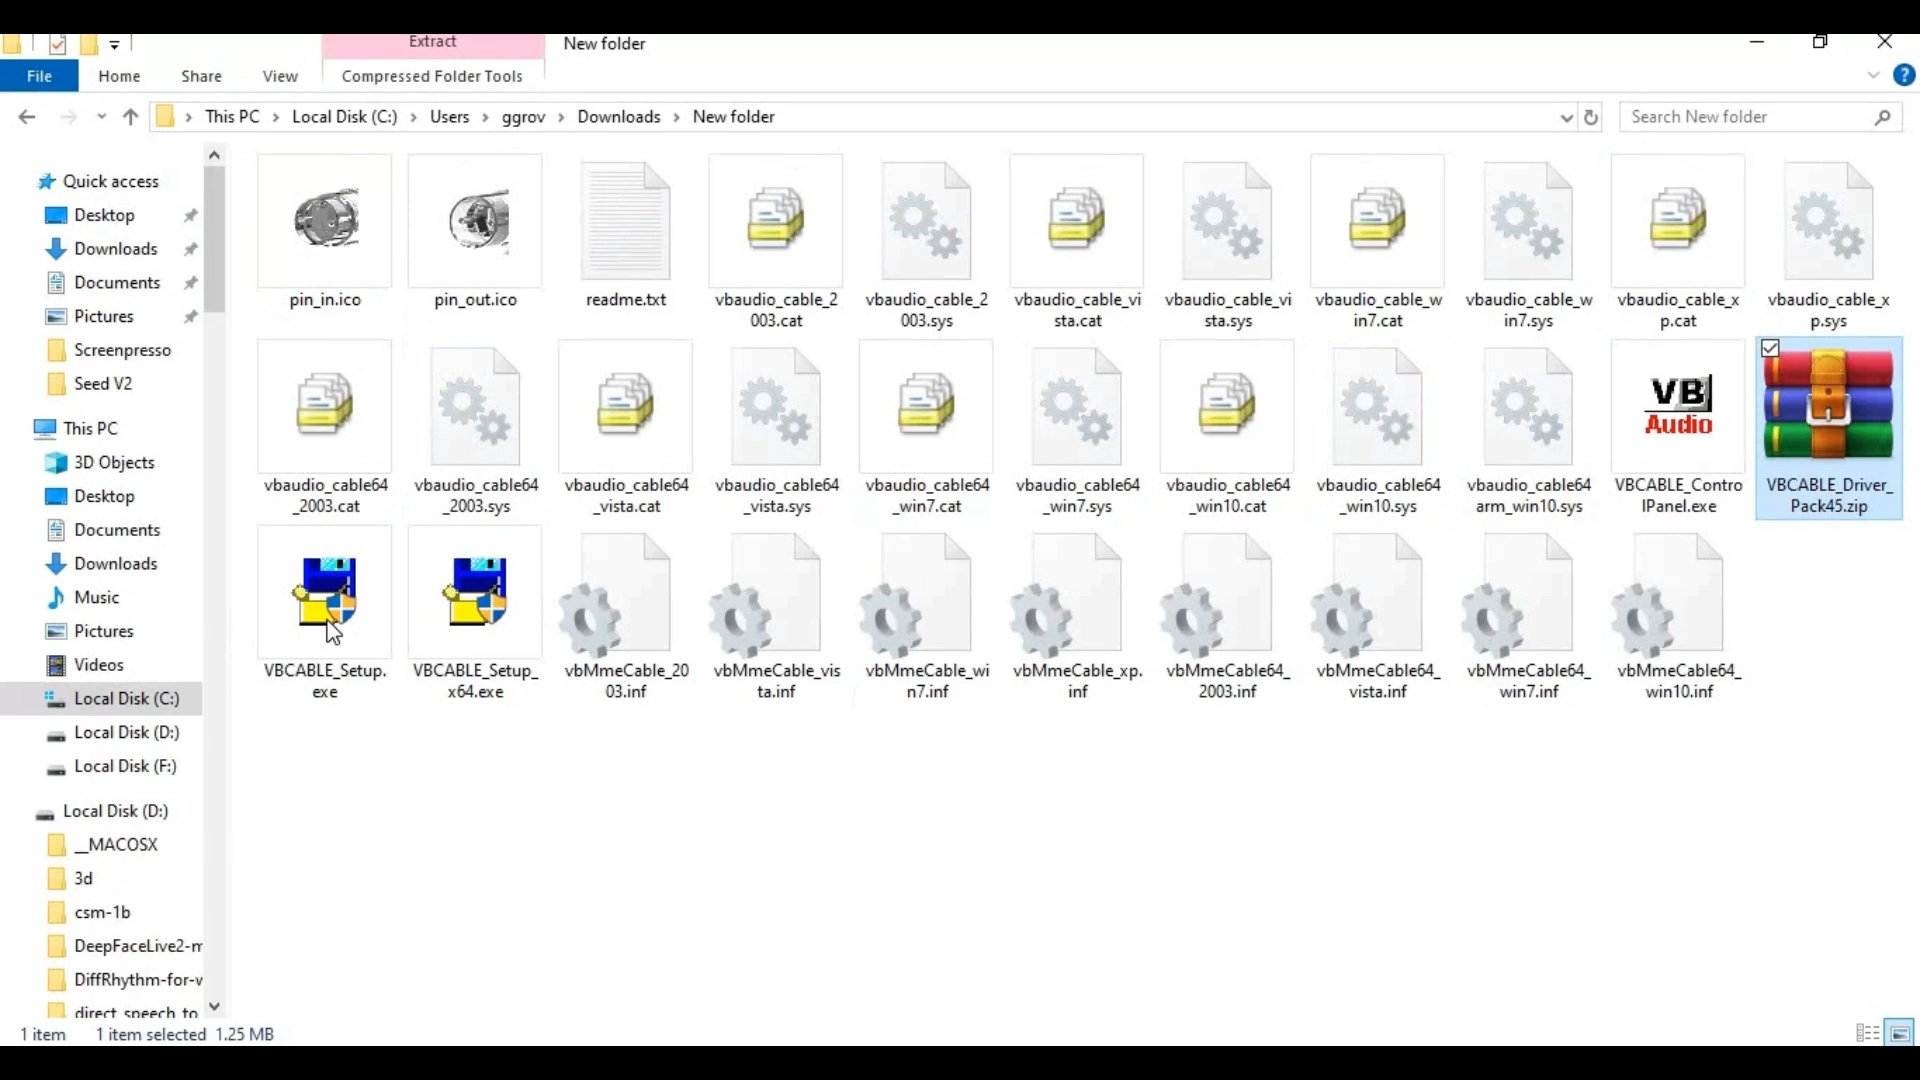 Extract
New folder
File
Home
Share
View
Compressed Folder Tools
This PC
Local Disk (C:)
Users
ggrov
Downloads
New folder
Search New folder
Quick access
Desktop
Downloads
Documents
Pictures
Screenpresso
Seed V2
This PC
3D Objects
Desktop
Documents
Downloads
Music
Pictures
Videos
Local Disk (C:)
Local Disk (D:)
Local Disk (F:)
Local Disk (D:)
__MACOSX
3d
csm-1b
DeepFaceLive2-m
DiffRhythm-for-v
direct_speech_to
pin_in.ico
pin_out.ico
readme.txt
vbaudio_cable_2
003.cat
vbaudio_cable_2
003.sys
vbaudio_cable_vi
sta.cat
vbaudio_cable_vi
sta.sys
vbaudio_cable_w
in7.cat
vbaudio_cable_w
in7.sys
vbaudio_cable_x
p.cat
vbaudio_cable_x
p.sys
vbaudio_cable64
_2003.cat
vbaudio_cable64
_2003.sys
vbaudio_cable64
_vista.cat
vbaudio_cable64
_vista.sys
vbaudio_cable64
_win7.cat
vbaudio_cable64
_win7.sys
vbaudio_cable64
_win10.cat
vbaudio_cable64
_win10.sys
vbaudio_cable64
arm_win10.sys
VB
Audio
VBCABLE_Contro
lPanel.exe
VBCABLE_Driver_
Pack45.zip
VBCABLE_Setup.
exe
VBCABLE_Setup_
x64.exe
vbMmeCable_20
03.inf
vbMmeCable_vis
ta.inf
vbMmeCable_wi
n7.inf
vbMmeCable_xp.
inf
vbMmeCable64_
2003.inf
vbMmeCable64_
vista.inf
vbMmeCable64_
win7.inf
vbMmeCable64_
win10.inf
1 item
1 item selected 1.25 MB